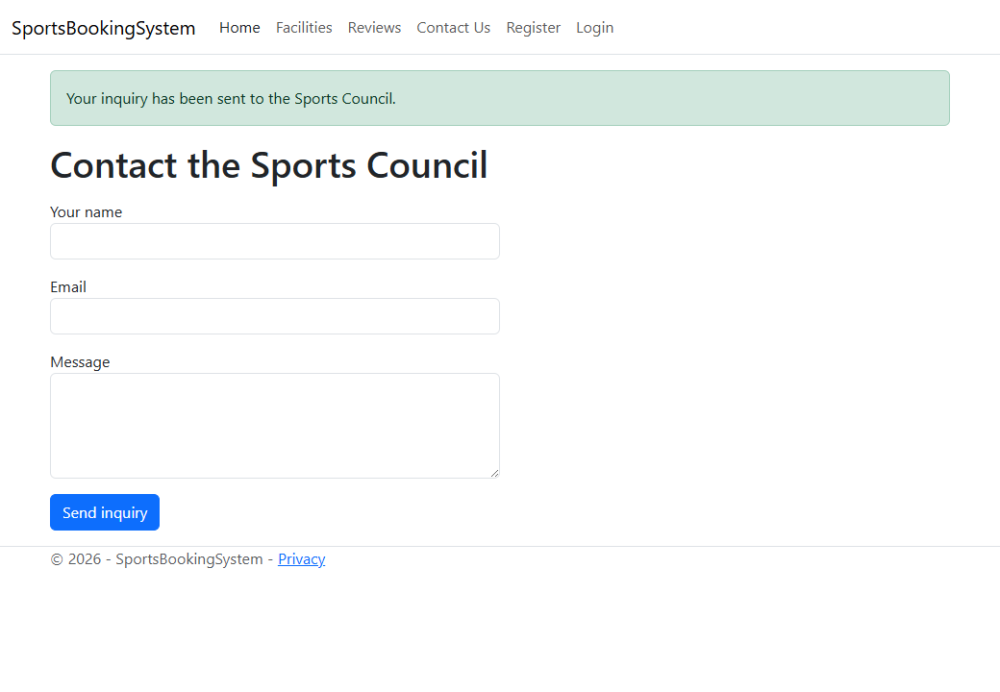 SportsBookingSystem Home Facilities Reviews Contact Us Register Login
Your inquiry has been sent to the Sports Council.
Contact the Sports Council
Your name
Email
Message
Send inquiry
© 2026 - SportsBookingSystem - Privacy